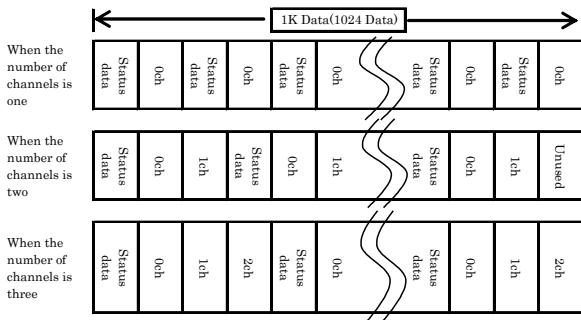 1K Data(1024 Data)
When the
number of
channels is
one
Status data
0ch
Status data
0ch
Status data
0ch
Status data
0ch
Status data
0ch
When the
number of
channels is
two
Status data
0ch
1ch
Status data
0ch
1ch
Status data
0ch
1ch
Unused
When the
number of
channels is
three
Status data
0ch
1ch
2ch
Status data
0ch
Status data
0ch
1ch
2ch